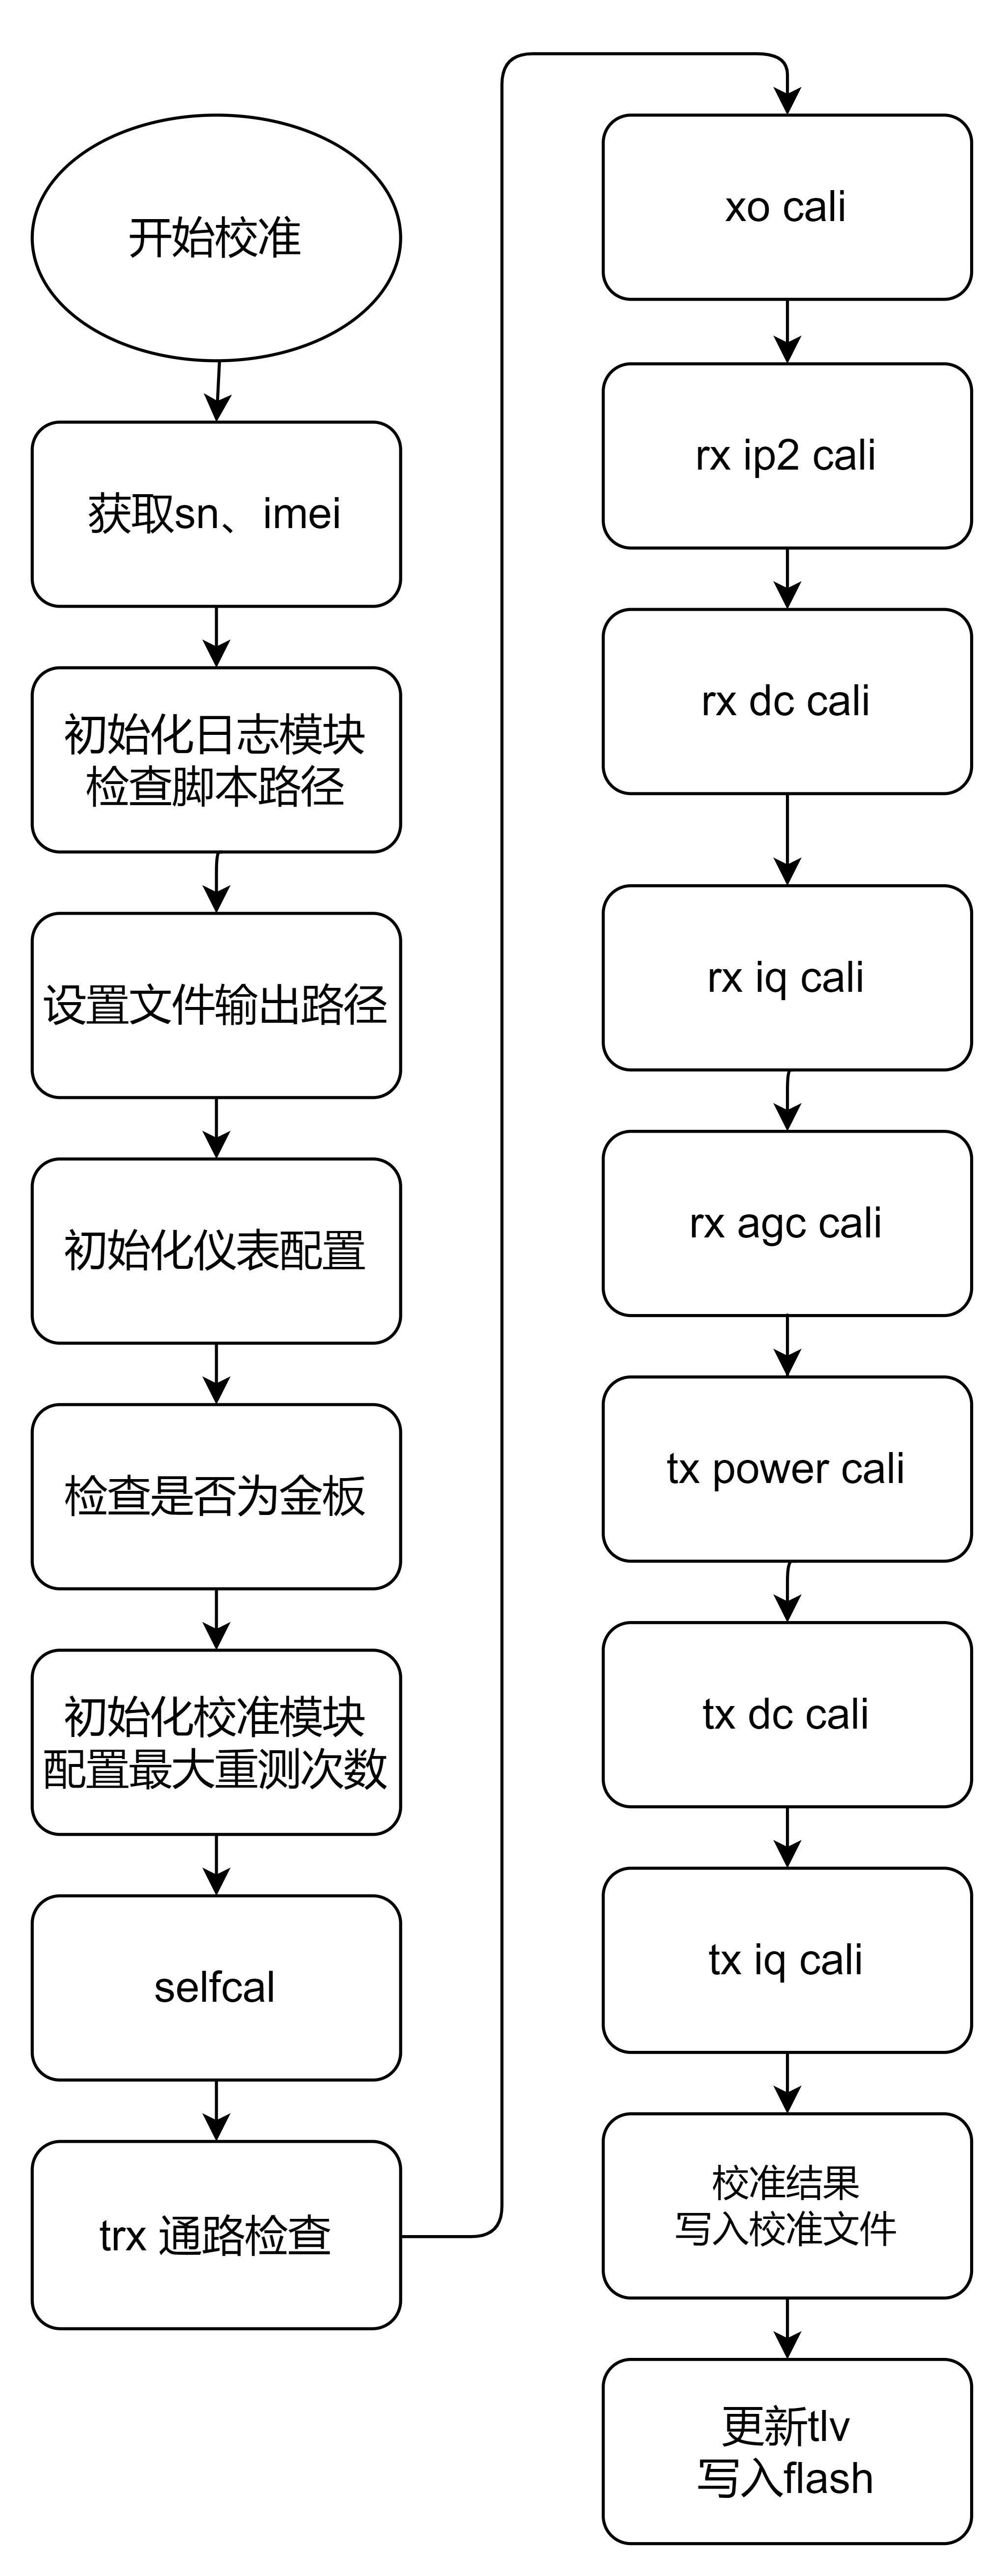 开始校准
获取sn、imei
初始化日志模块
检查脚本路径
设置文件输出路径
初始化仪表配置
检查是否为金板
初始化校准模块
配置最大重测次数
selfcal
trx 通路检查
xo cali
rx ip2 cali
rx dc cali
rx iq cali
rx agc cali
tx power cali
tx dc cali
tx iq cali
校准结果
写入校准文件
更新tlv
写入flash